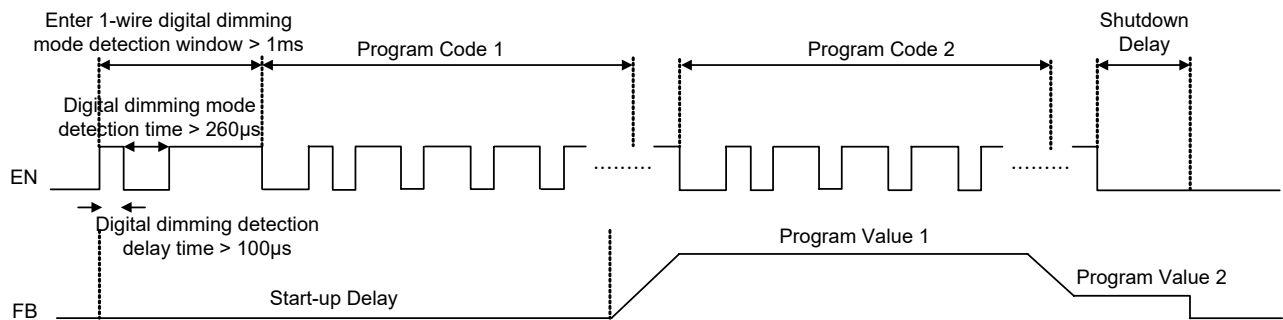 Enter 1-wire digital dimming
mode detection window > 1ms
Program Code 1
Program Code 2
Shutdown
Delay
Digital dimming mode
detection time > 260μs
EN
Digital dimming detection
delay time > 100μs
Program Value 1
Program Value 2
Start-up Delay
FB